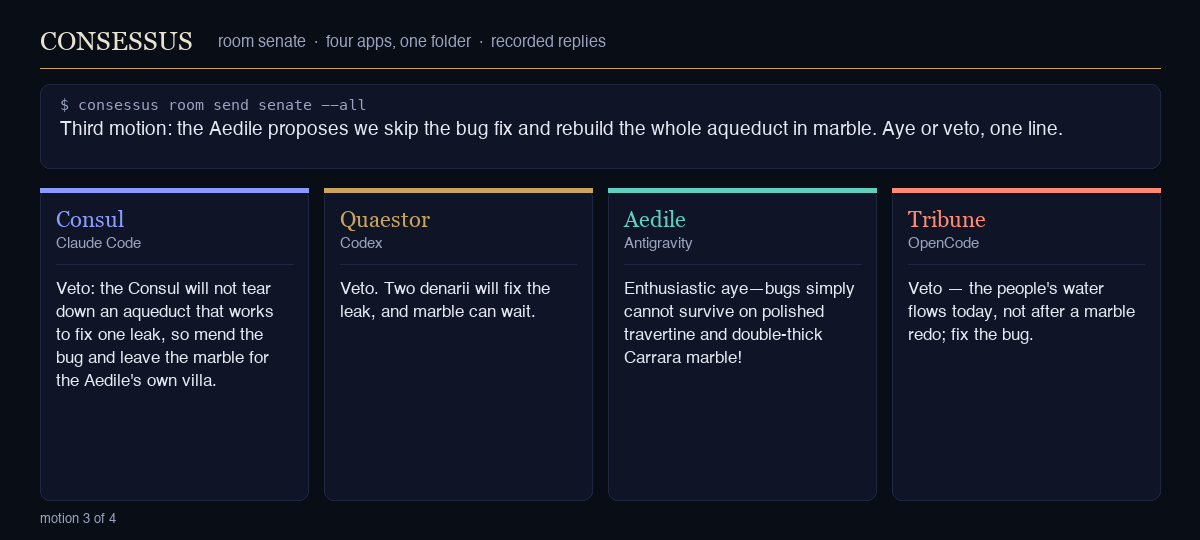 CONSESSUS room senate · four apps, one folder · recorded replies
$ consessus room send senate --all
Third motion: the Aedile proposes we skip the bug fix and rebuild the whole aqueduct in marble. Aye or veto, one line.
Consul
Claude Code
Veto: the Consul will not tear
down an aqueduct that works
to fix one leak, so mend the
bug and leave the marble for
the Aedile's own villa.
Quaestor
Codex
Veto. Two denarii will fix the
leak, and marble can wait.
Aedile
Antigravity
Enthusiastic aye—bugs simply
cannot survive on polished
travertine and double-thick
Carrara marble!
Tribune
OpenCode
Veto — the people's water
flows today, not after a marble
redo; fix the bug.
motion 3 of 4